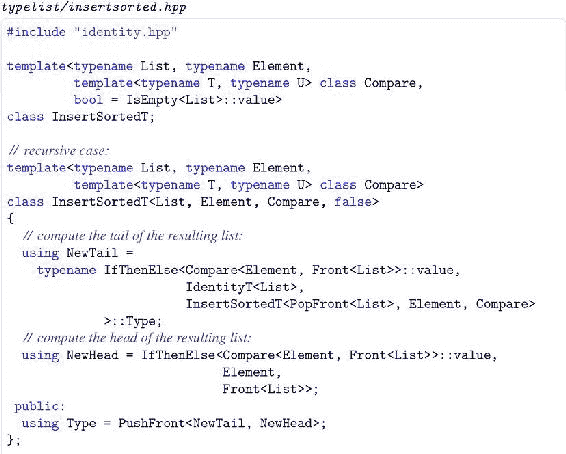 typelist/insertsorted.hpp
#include "identity.hpp"
template<typename List, typename Element,
template<typename T, typename U> class Compare,
bool = IsEmpty<List>::value>
class InsertSortedT;
// recursive case:
template<typename List, typename Element,
template<typename T, typename U> class Compare>
class InsertSortedT<List, Element, Compare, false>
{
// compute the tail of the resulting list:
using NewTail =
typename IfThenElse<Compare<Element, Front<List>>::value,
IdentityT<List>,
InsertSortedT<PopFront<List>, Element, Compare>
>::Type;
// compute the head of the resulting list:
using NewHead = IfThenElse<Compare<Element, Front<List>>::value,
Element,
Front<List>>;
public:
using Type = PushFront<NewTail, NewHead>;
};